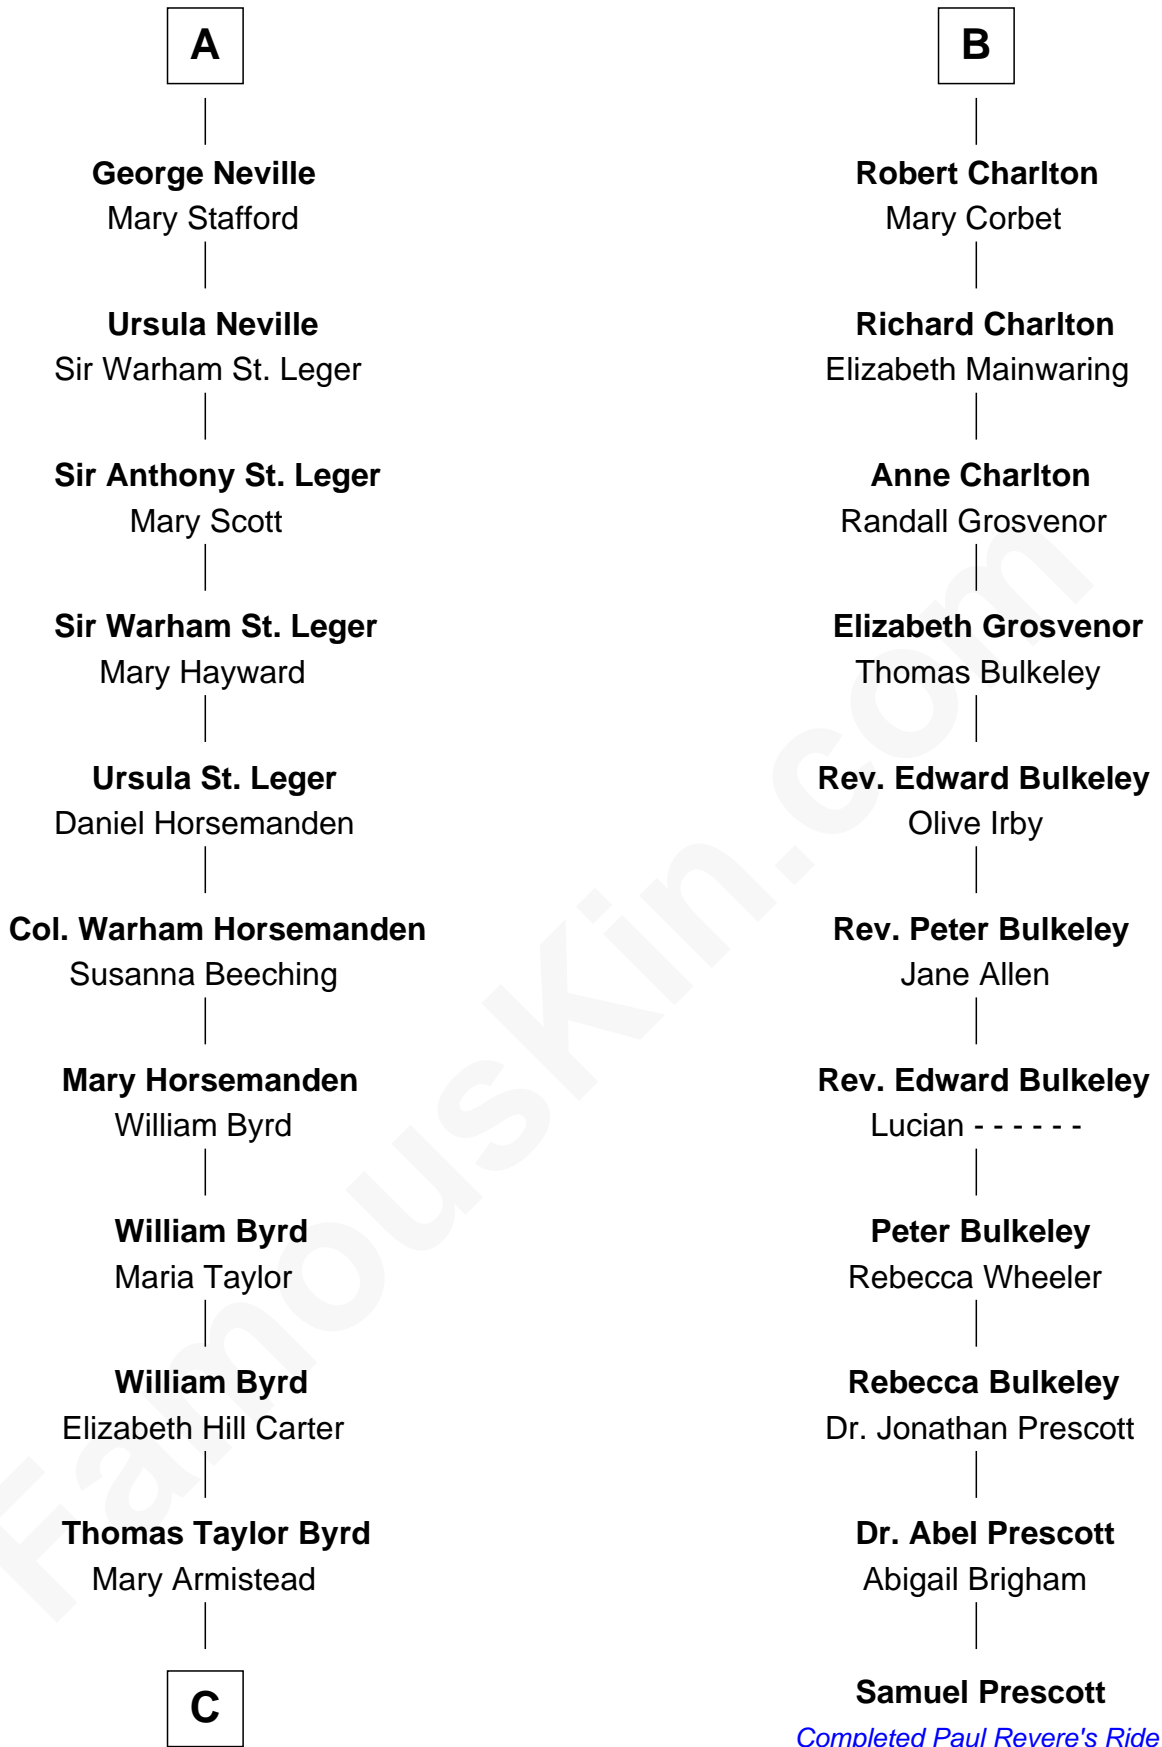 A
George Neville
Mary Stafford
Ursula Neville
Sir Warham St. Leger
Sir Anthony St. Leger
Mary Scott
Sir Warham St. Leger
Mary Hayward
Ursula St. Leger
Daniel Horsemanden
Col. Warham Horsemanden
Susanna Beeching
Mary Horsemanden
William Byrd
William Byrd
Maria Taylor
William Byrd
Elizabeth Hill Carter
Thomas Taylor Byrd
Mary Armistead
C
B
Robert Charlton
Mary Corbet
Richard Charlton
Elizabeth Mainwaring
Anne Charlton
Randall Grosvenor
Elizabeth Grosvenor
Thomas Bulkeley
Rev. Edward Bulkeley
Olive Irby
Rev. Peter Bulkeley
Jane Allen
Rev. Edward Bulkeley
Lucian - - - - - -
Peter Bulkeley
Rebecca Wheeler
Rebecca Bulkeley
Dr. Jonathan Prescott
Dr. Abel Prescott
Abigail Brigham
Samuel Prescott
Completed Paul Revere's Ride
FamousKin.com